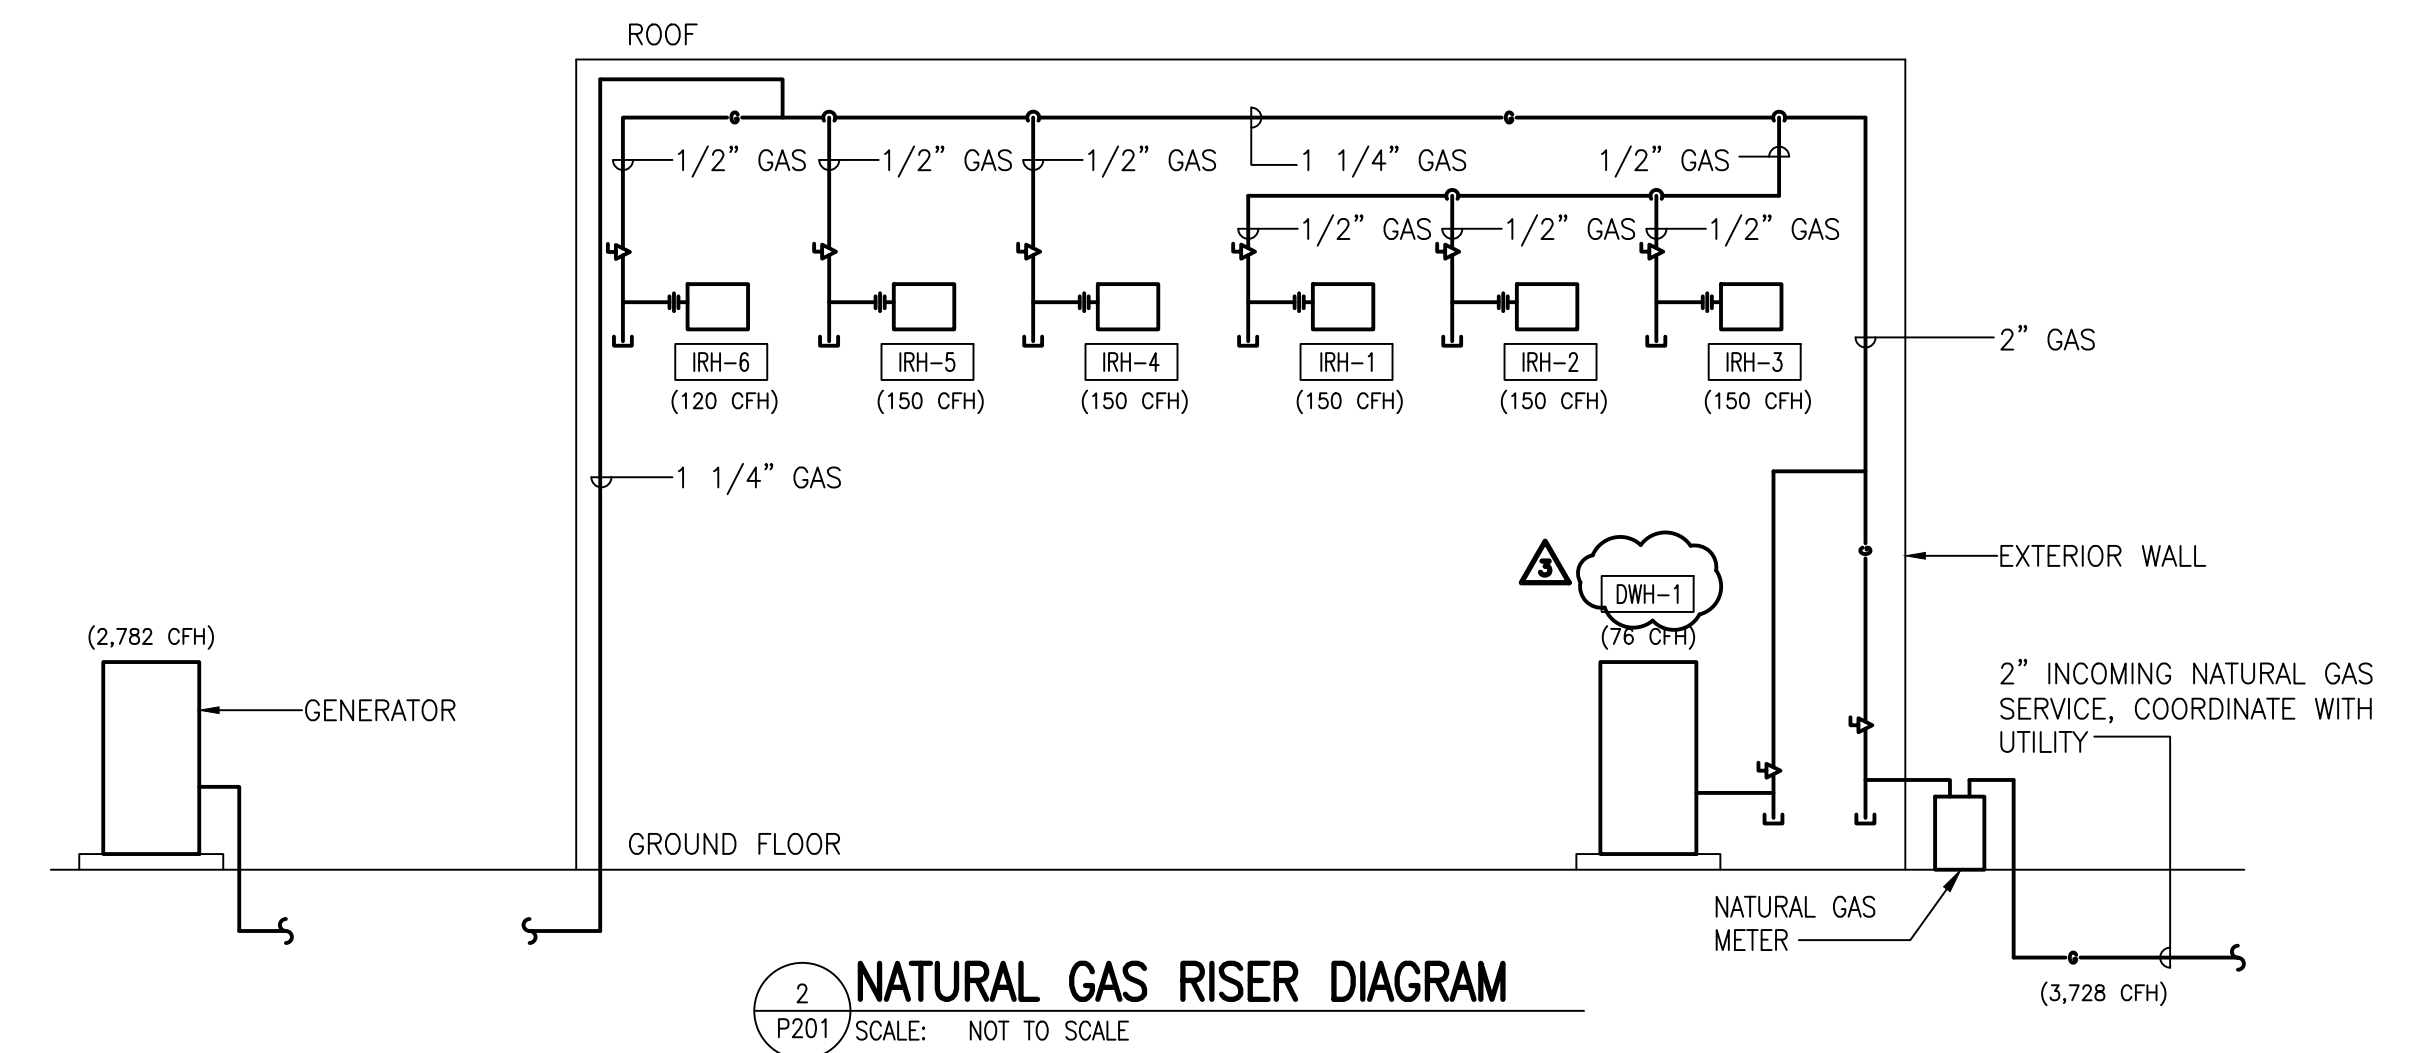 ROOF
G
G
1/2" GAS
1/2" GAS
1/2" GAS
1 1/4" GAS
1/2" GAS
1/2" GAS
1/2" GAS
1/2" GAS
IRH-6
IRH-5
IRH-4
IRH-1
IRH-2
IRH-3
(120 CFH)
(150 CFH)
(150 CFH)
(150 CFH)
(150 CFH)
(150 CFH)
2" GAS
1 1/4" GAS
G
EXTERIOR WALL
3
DWH-1
(76 CFH)
(2,782 CFH)
GENERATOR
2" INCOMING NATURAL GAS
SERVICE, COORDINATE WITH
UTILITY
GROUND FLOOR
NATURAL GAS
METER
G
(3,728 CFH)
2
P201
NATURAL GAS RISER DIAGRAM
SCALE: NOT TO SCALE